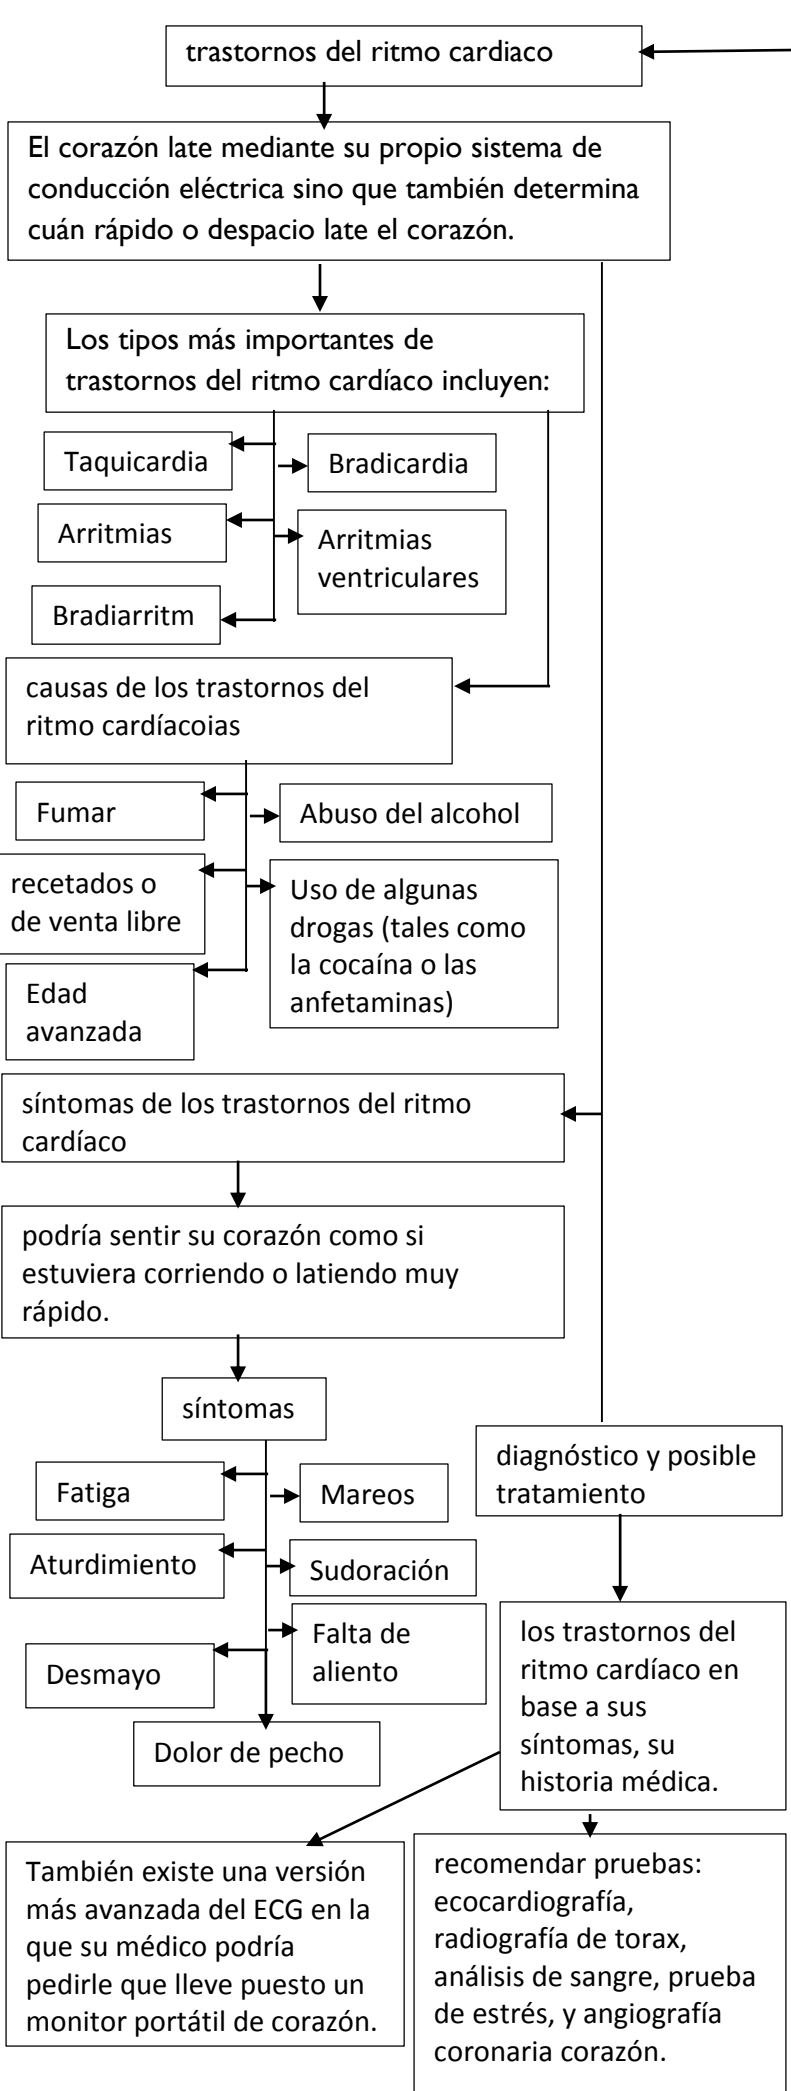 trastornos del ritmo cardiaco
El corazón late mediante su propio sistema de
conducción eléctrica sino que también determina
cuán rápido o despacio late el corazón.
Los tipos más importantes de
trastornos del ritmo cardíaco incluyen:
Taquicardia
Bradicardia
Arritmias
Arritmias
ventriculares
Bradiarritm
causas de los trastornos del
ritmo cardíacoias
Fumar
Abuso del alcohol
recetados o
de venta libre
Uso de algunas
drogas (tales como
la cocaína o las
anfetaminas)
Edad
avanzada
síntomas de los trastornos del ritmo
cardíaco
podría sentir su corazón como si
estuviera corriendo o latiendo muy
rápido.
síntomas
diagnóstico y posible
tratamiento
Fatiga
Mareos
Aturdimiento
Sudoración
Falta de
aliento
Desmayo
Dolor de pecho
los trastornos del
ritmo cardíaco en
base a sus
síntomas, su
historia médica.
También existe una versión
más avanzada del ECG en la
que su médico podría
pedirle que lleve puesto un
monitor portátil de corazón.
recomendar pruebas:
ecocardiografía,
radiografía de torax,
análisis de sangre, prueba
de estrés, y angiografía
coronaria corazón.